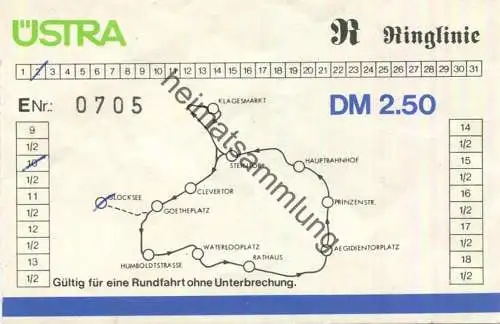 ÜSTRA
R Ringlinie
1 2 3 4 5 6 7 8 9 10 11 12 13 14 15 16 17 18 19 20 21 22 23 24 25 26 27 28 29 30 31
ENr.: 0705
DM 2.50
9
1/2
10
1/2
11
1/2
12
1/2
13
1/2
KLAGESMARKT
STEINTOR
HAUPTBAHNHOF
CLEVERTOR
GLOCKSEE
GOETHEPLATZ
PRINZENSTR.
HUMBOLDTSTRASSE
WATERLOOPLATZ
RATHAUS
AEGIDIENTORPLATZ
14
1/2
15
1/2
16
1/2
17
1/2
18
1/2
Gültig für eine Rundfahrt ohne Unterbrechung.
heimatsammlung